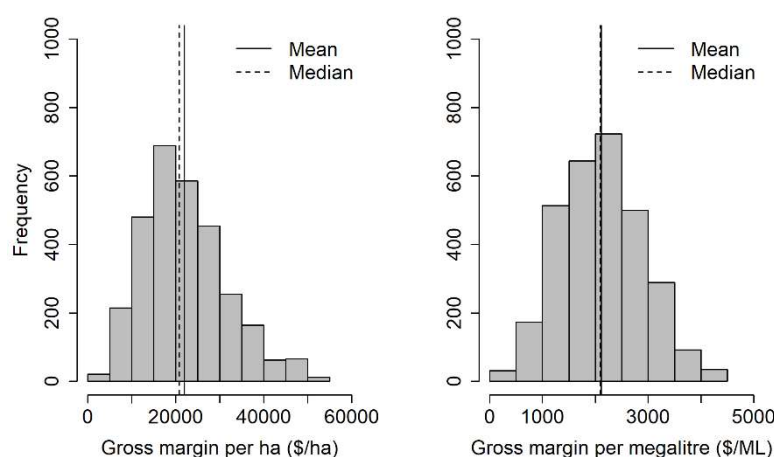 Mean
Median
Frequency
0
200
400
600
800
1000
0
20000
40000
60000
Gross margin per ha ($/ha)
Mean
Median
0
200
400
600
800
1000
0
1000
3000
5000
Gross margin per megalitre ($/ML)